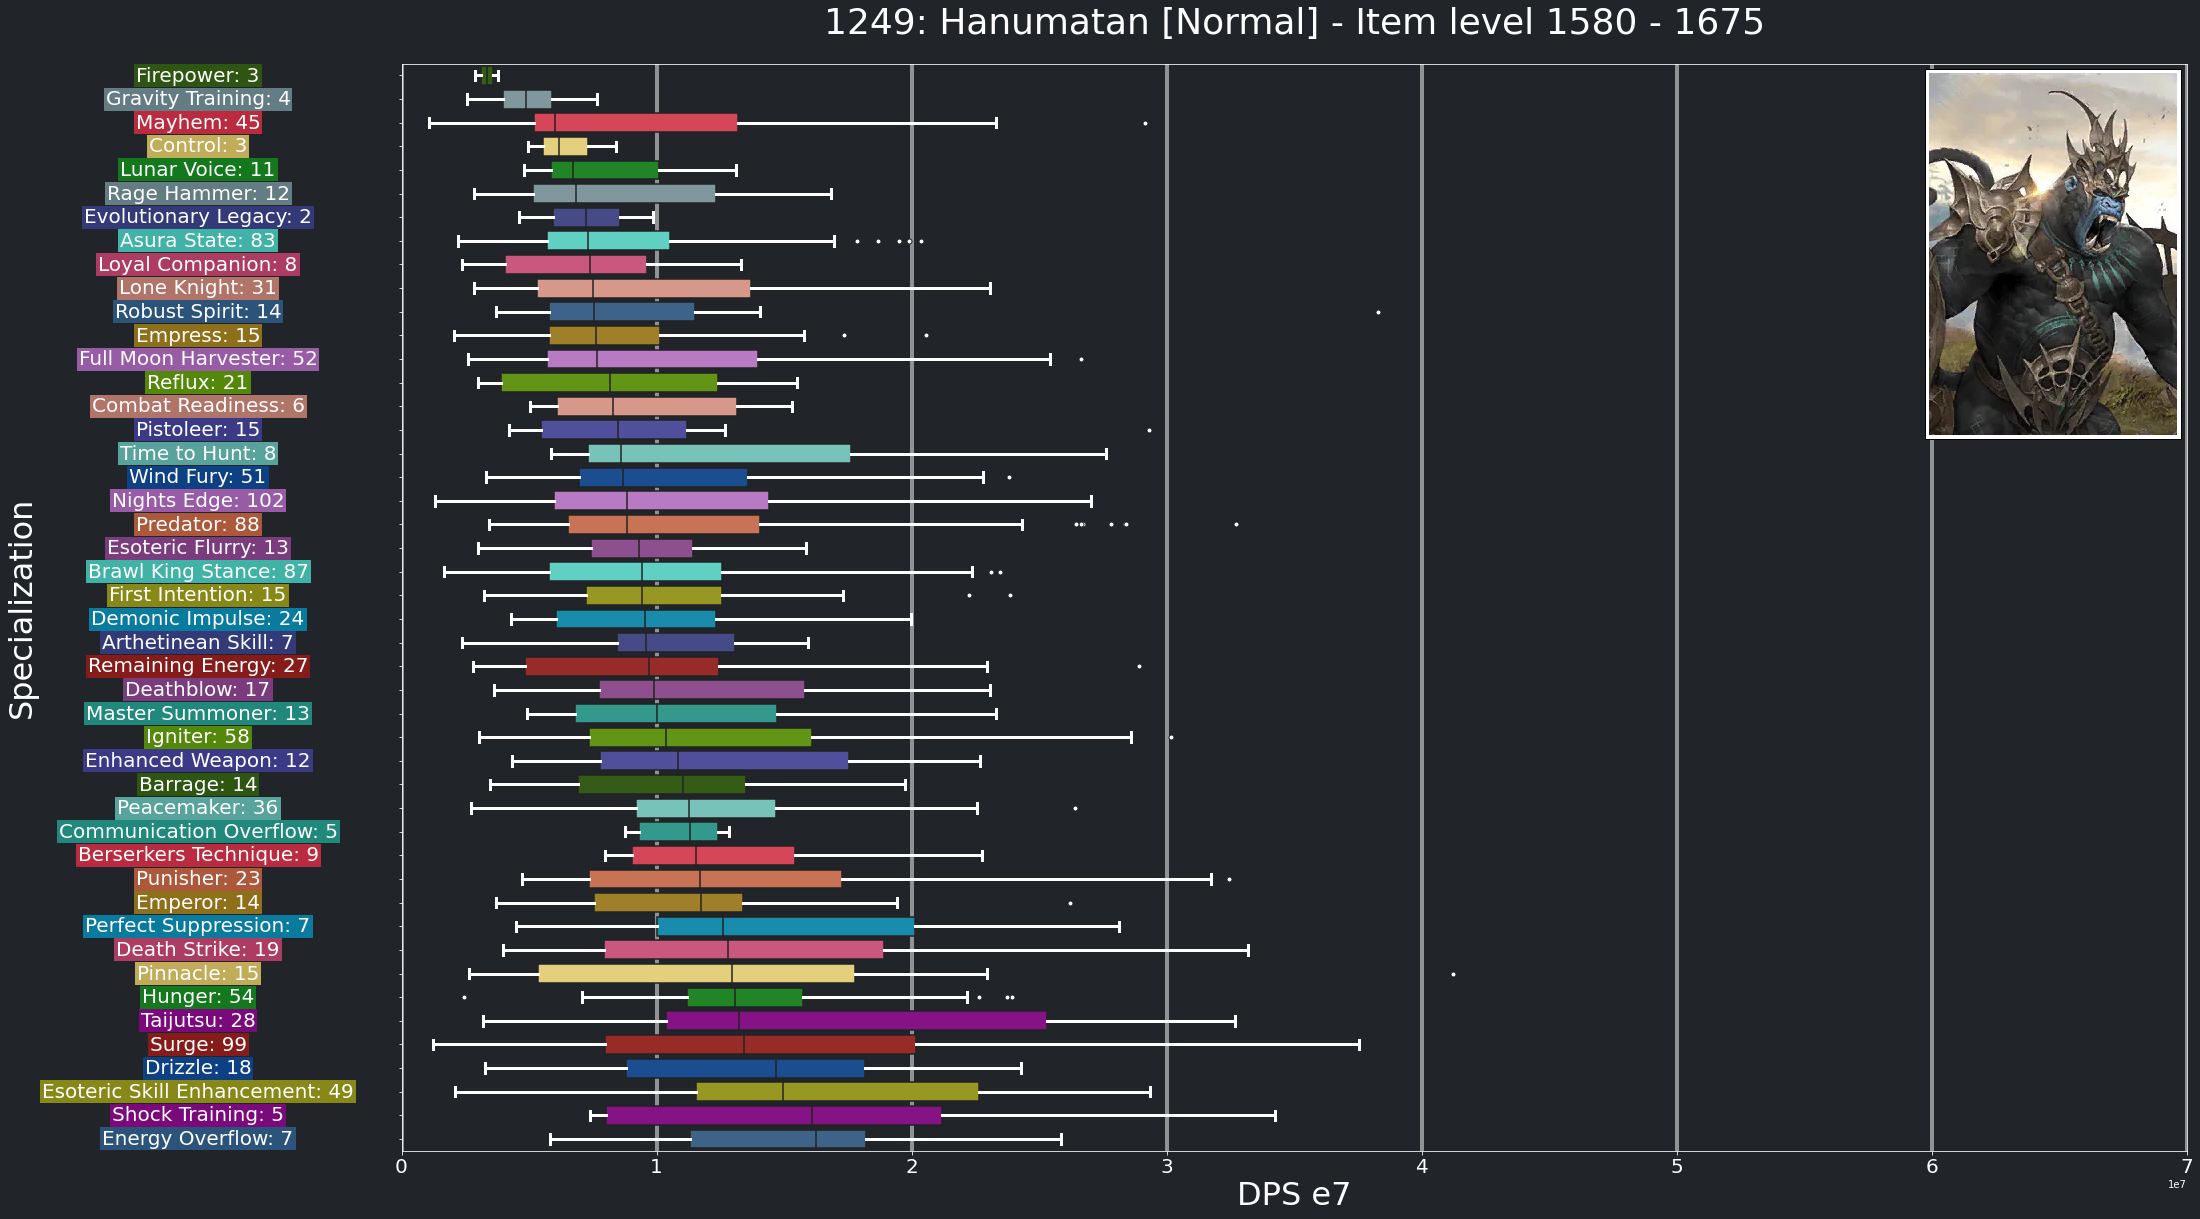 1249: Hanumatan [Normal] - Item level 1580 - 1675
Firepower: 3
Gravity Training: 4
Mayhem: 45
Control: 3
Lunar Voice: 11
Rage Hammer: 12
Evolutionary Legacy: 2
Asura State: 83
Loyal Companion: 8
Lone Knight: 31
Robust Spirit: 14
Empress: 15
Full Moon Harvester: 52
Reflux: 21
Combat Readiness: 6
Pistoleer: 15
Time to Hunt: 8
Wind Fury: 51
Nights Edge: 102
Predator: 88
Esoteric Flurry: 13
Brawl King Stance: 87
First Intention: 15
Demonic Impulse: 24
Arthetinean Skill: 7
Remaining Energy: 27
Deathblow: 17
Master Summoner: 13
Igniter: 58
Enhanced Weapon: 12
Barrage: 14
Peacemaker: 36
Communication Overflow: 5
Berserkers Technique: 9
Punisher: 23
Emperor: 14
Perfect Suppression: 7
Death Strike: 19
Pinnacle: 15
Hunger: 54
Taijutsu: 28
Surge: 99
Drizzle: 18
Esoteric Skill Enhancement: 49
Shock Training: 5
Energy Overflow: 7
Specialization
0 1 2 3 4 5 6 7
1e7
DPS e7